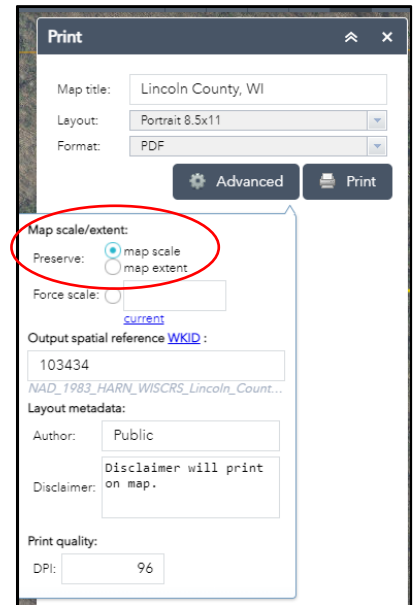 Print
Map title: Lincoln County, WI
Layout: Portrait 8.5x11
Format: PDF
Advanced Print
Map scale/extent:
Preserve: map scale
map extent
Force scale:
current
Output spatial reference WKID :
103434
NAD_1983_HARN_WISCRS_Lincoln_Count...
Layout metadata:
Author: Public
Disclaimer: Disclaimer will print
on map.
Print quality:
DPI: 96